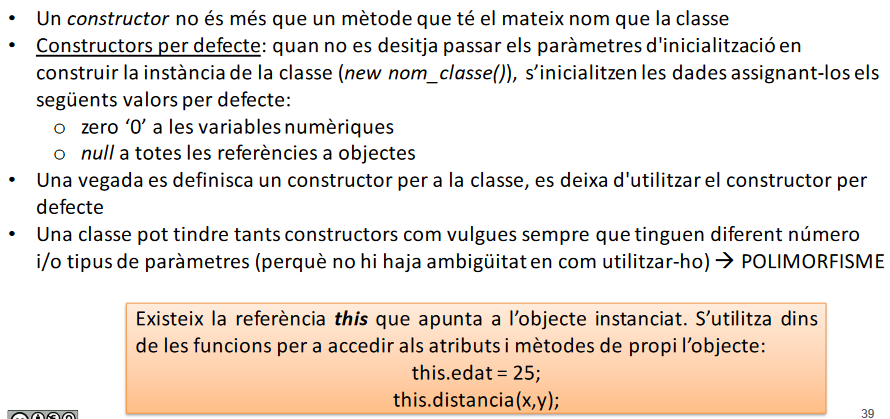 • Un constructor no és més que un mètode que té el mateix nom que la classe
• Constructors per defecte: quan no es desitja passar els paràmetres d'inicialització en
construir la instància de la classe (new nom_classe()), s’inicialitzen les dades assignant-los els
següents valors per defecte:
o zero ‘0’ a les variables numèriques
o null a totes les referències a objectes
• Una vegada es definisca un constructor per a la classe, es deixa d'utilitzar el constructor per
defecte
• Una classe pot tindre tants constructors com vulgues sempre que tinguen diferent número
i/o tipus de paràmetres (perquè no hi haja ambigüitat en com utilitzar-ho) → POLIMORFISME
Existeix la referència this que apunta a l’objecte instanciat. S’utilitza dins
de les funcions per a accedir als atributs i mètodes de propi l’objecte:
this.edat = 25;
this.distancia(x,y);
39